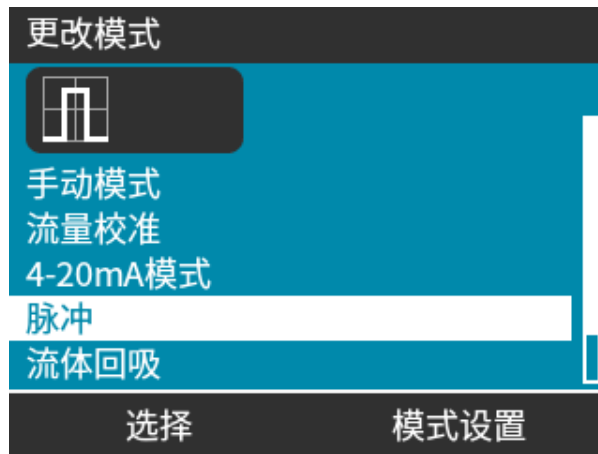 更改模式
手动模式
流量校准
4-20mA模式
脉冲
流体回吸
选择 模式设置